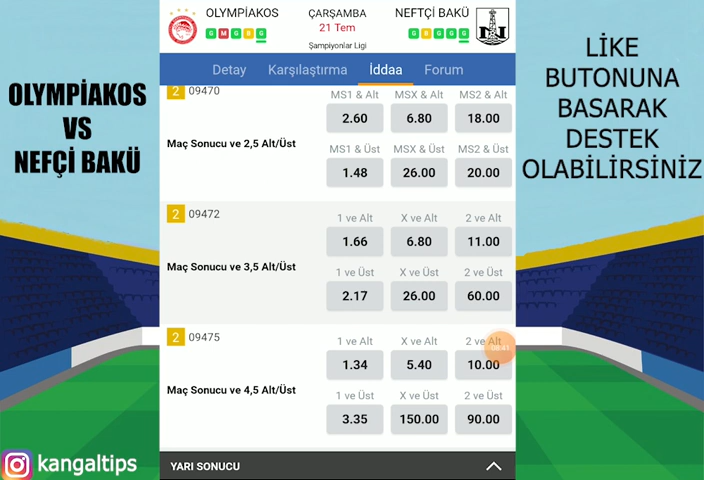 OLYMPİAKOS
VS
NEFÇİ BAKÜ
OLYMPİAKOS
G M G B G
ÇARŞAMBA
21 Tem
Şampiyonlar Ligi
NEFTÇİ BAKÜ
G B G G G
Detay Karşılaştırma İddaa Forum
2 09470
Maç Sonucu ve 2,5 Alt/Üst
MS1 & Alt MSX & Alt MS2 & Alt
2.60 6.80 18.00
MS1 & Üst MSX & Üst MS2 & Üst
1.48 26.00 20.00
2 09472
Maç Sonucu ve 3,5 Alt/Üst
1 ve Alt X ve Alt 2 ve Alt
1.66 6.80 11.00
1 ve Üst X ve Üst 2 ve Üst
2.17 26.00 60.00
2 09475
Maç Sonucu ve 4,5 Alt/Üst
1 ve Alt X ve Alt 2 ve Alt
08:41
1.34 5.40 10.00
1 ve Üst X ve Üst 2 ve Üst
3.35 150.00 90.00
YARI SONUCU
LİKE
BUTONUNA
BASARAK
DESTEK
OLABİLİRSİNİZ
kangaltips